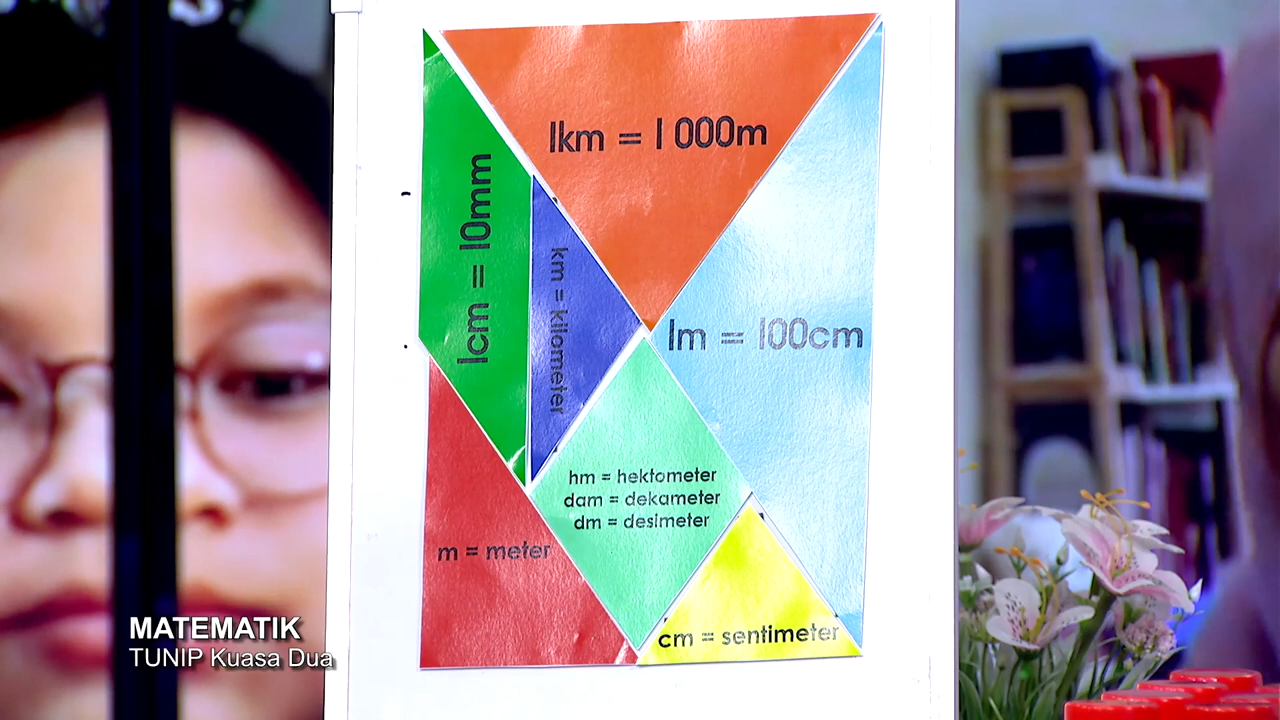 1km = 1 000m
1cm = 10mm
km = kilometer
1m = 100cm
hm = hektometer
dam = dekameter
dm = desimeter
m = meter
cm = sentimeter
MATEMATIK
TUNIP Kuasa Dua